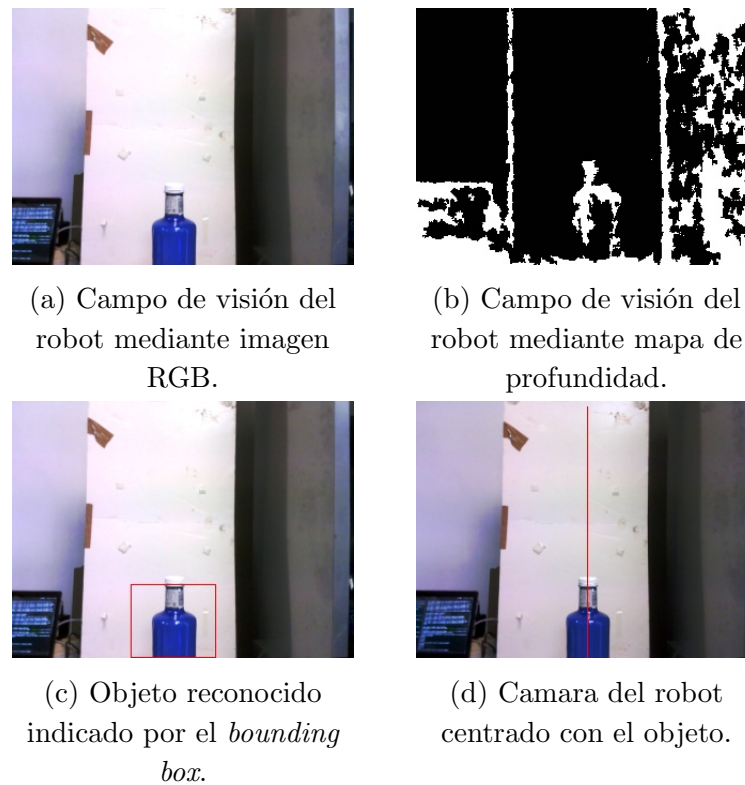 (a) Campo de visión del
robot mediante imagen
RGB.
(b) Campo de visión del
robot mediante mapa de
profundidad.
(c) Objeto reconocido
indicado por el bounding
box.
(d) Camara del robot
centrado con el objeto.